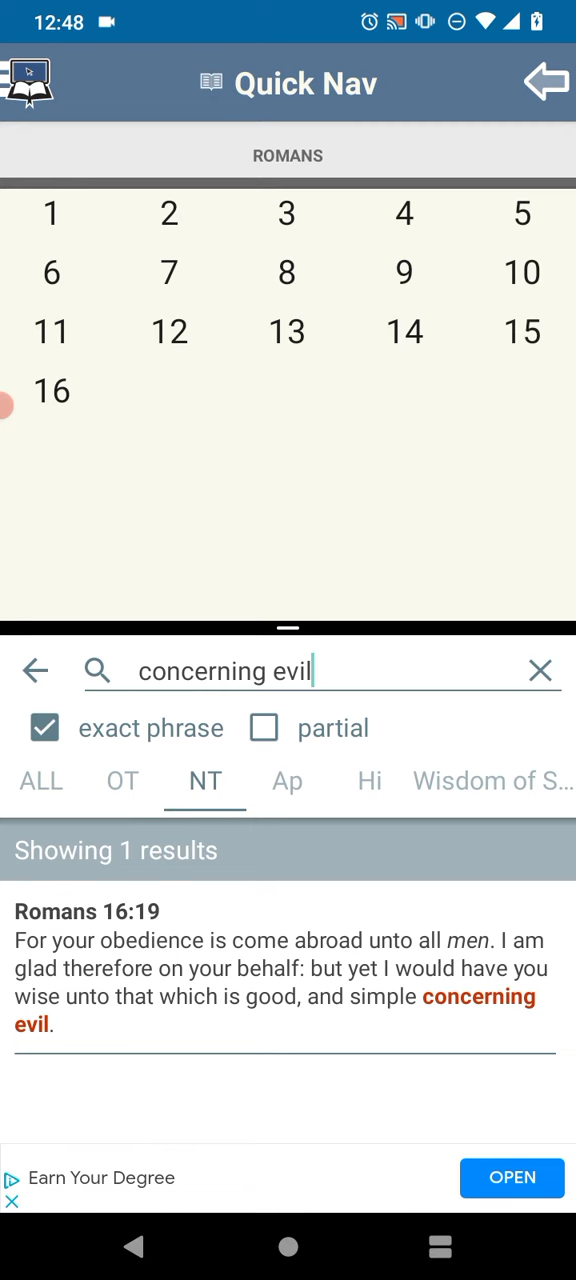 12:48
Quick Nav
ROMANS
1 2 3 4 5
6 7 8 9 10
11 12 13 14 15
16
concerning evil
exact phrase partial
ALL OT NT Ap Hi Wisdom of S...
Showing 1 results
Romans 16:19
For your obedience is come abroad unto all men. I am
glad therefore on your behalf: but yet I would have you
wise unto that which is good, and simple concerning
evil.
Earn Your Degree
OPEN